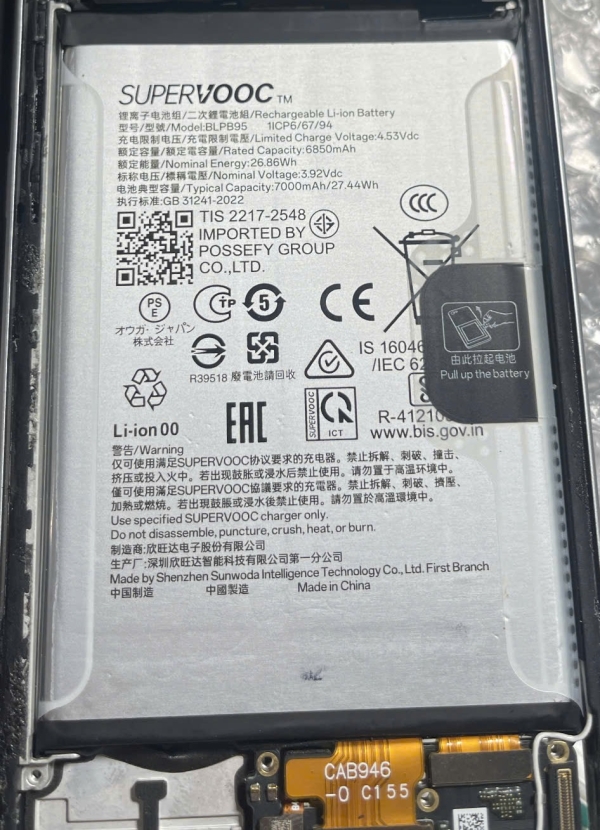 SUPERVOOC TM
锂离子电池组/二次鋰電池組/Rechargeable Li-ion Battery
型号/型號/Model:BLPB95 1ICP6/67/94
充电限制电压/充電限制電壓/Limited Charge Voltage:4.53Vdc
额定容量/額定電容量/Rated Capacity:6850mAh
额定能量/Nominal Energy:26.86Wh
标称电压/標稱電壓/Nominal Voltage:3.92Vdc
电池典型容量/Typical Capacity:7000mAh/27.44Wh
执行标准:GB 31241-2022
CCC
TIS 2217-2548
IMPORTED BY
POSSEFY GROUP
CO.,LTD.
PS
E
TP
5
CE
オウガ・ジャパン
株式会社
R39518 廢電池請回收
IS 16046
/IEC 62
由此拉起电池
Pull up the battery
R-41210
www.bis.gov.in
Li-ion 00
EAC
SUPERVOOC
ICT
警告/Warning
仅可使用满足SUPERVOOC协议要求的充电器。禁止拆解、刺破、撞击、
挤压或投入火中。若出现鼓胀或浸水后禁止使用。请勿置于高温环境中。
僅可使用滿足SUPERVOOC協議要求的充電器。禁止拆解、刺破、擠壓、
加熱或燃燒。若出現鼓脹或浸水後禁止使用。請勿置於高溫環境中。
Use specified SUPERVOOC charger only.
Do not disassemble, puncture, crush, heat, or burn.
制造商:欣旺达电子股份有限公司
生产厂:深圳欣旺达智能科技有限公司第一分公司
Made by Shenzhen Sunwoda Intelligence Technology Co., Ltd. First Branch
中国制造 中國製造 Made in China
CAB946
-0 C155